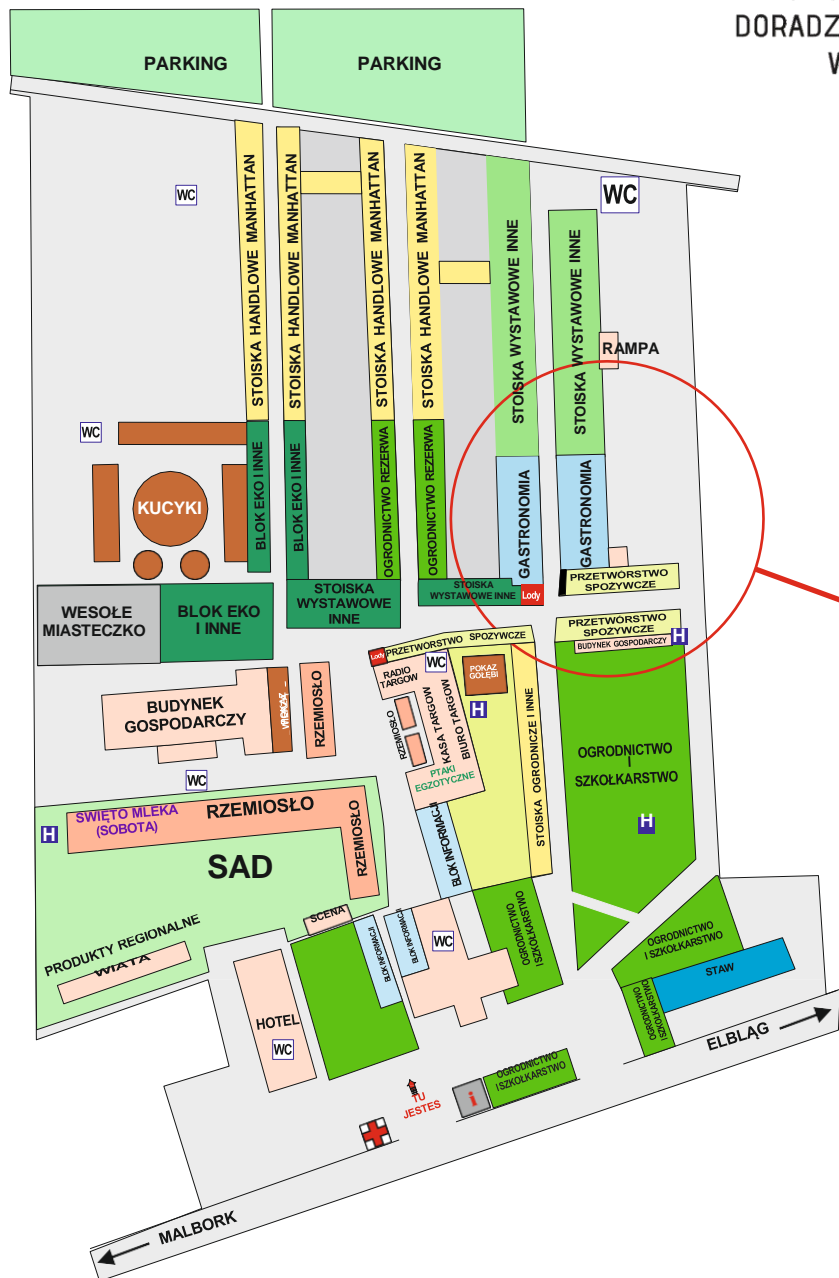 DORADZ
W
PARKING
PARKING
WC
WC
STOISKA HANDLOWE MANHATTAN
STOISKA HANDLOWE MANHATTAN
STOISKA HANDLOWE MANHATTAN
STOISKA HANDLOWE MANHATTAN
STOISKA WYSTAWOWE INNE
STOISKA WYSTAWOWE INNE
RAMPA
WC
KUCYKI
BLOK EKO I INNE
BLOK EKO I INNE
OGRODNICTWO REZERWA
OGRODNICTWO REZERWA
GASTRONOMIA
GASTRONOMIA
WESOŁE
MIASTECZKO
BLOK EKO
I INNE
STOISKA
WYSTAWOWE
INNE
STOISKA
WYSTAWOWE INNE
Lody
PRZETWÓRSTWO
SPOŻYWCZE
PRZETWÓRSTWO
SPOŻYWCZE
BUDYNEK GOSPODARCZY
H
Lody
PRZETWÓRSTWO SPOŻYWCZE
RADIO
TARGÓW
WC
POKAZ
GOŁĘBI
H
BUDYNEK
GOSPODARCZY
RZEMIOSŁO
RZEMIOSŁO
KASA TARGÓW
BIURO TARGÓW
PTAKI
EGZOTYCZNE
STOISKA OGRODNICZE I INNE
OGRODNICTWO
I
SZKÓŁKARSTWO
H
WC
ŚWIĘTO MLEKA
(SOBOTA)
RZEMIOSŁO
H
RZEMIOSŁO
SAD
BLOK INFORMACJI
SCENA
BLOK INFORMACJI
BLOK INFORMACJI
WC
OGRODNICTWO
I SZKÓŁKARSTWO
OGRODNICTWO
I SZKÓŁKARSTWO
STAW
OGRODNICTWO
I SZKÓŁKARSTWO
PRODUKTY REGIONALNE
WIATA
HOTEL
WC
OGRODNICTWO
I SZKÓŁKARSTWO
TU
JESTES
i
ELBLĄG
MALBORK